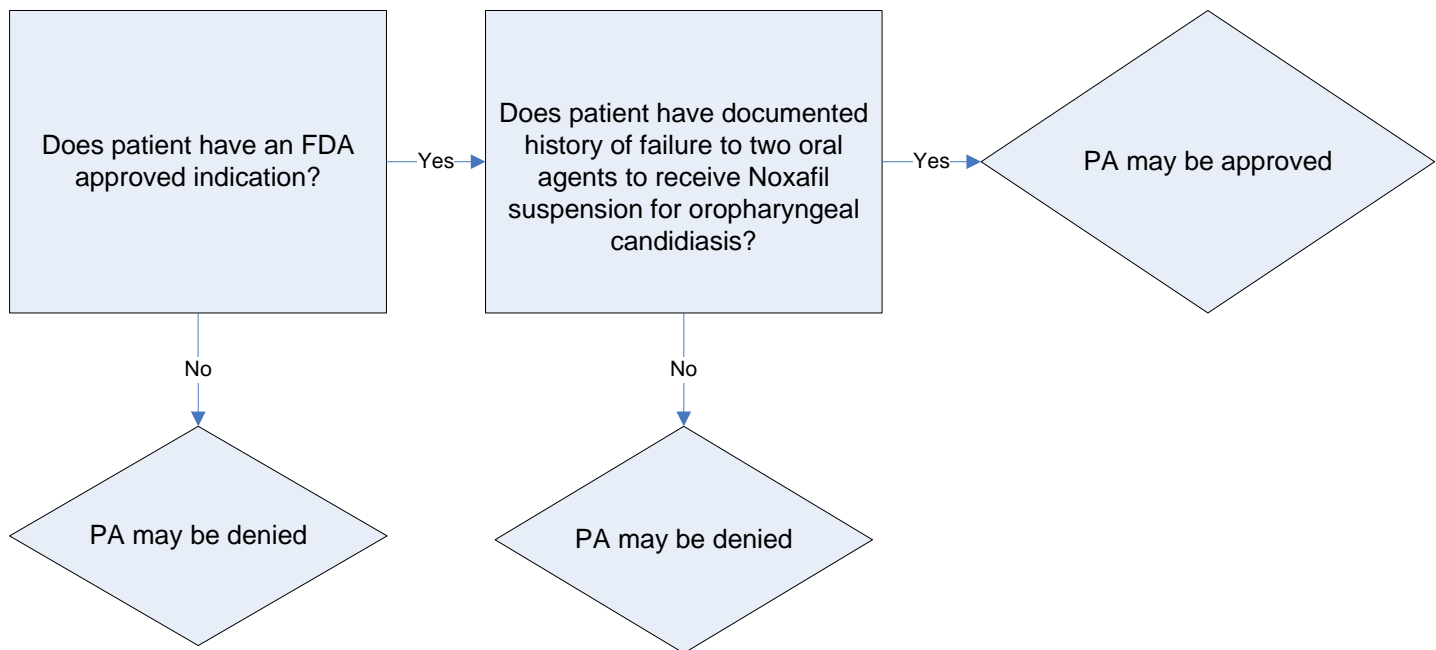 Does patient have an FDA
approved indication?
Yes
Does patient have documented
history of failure to two oral
agents to receive Noxafil
suspension for oropharyngeal
candidiasis?
Yes
PA may be approved
No
No
PA may be denied
PA may be denied